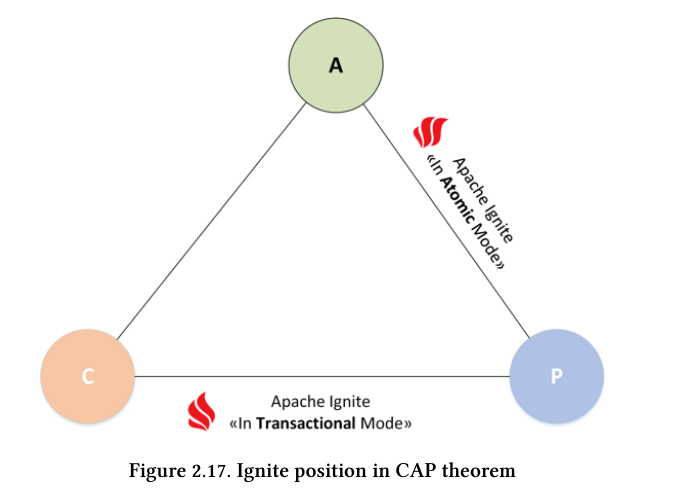 A
Apache Ignite
«In Atomic Mode»
C
P
Apache Ignite
«In Transactional Mode»
Figure 2.17. Ignite position in CAP theorem